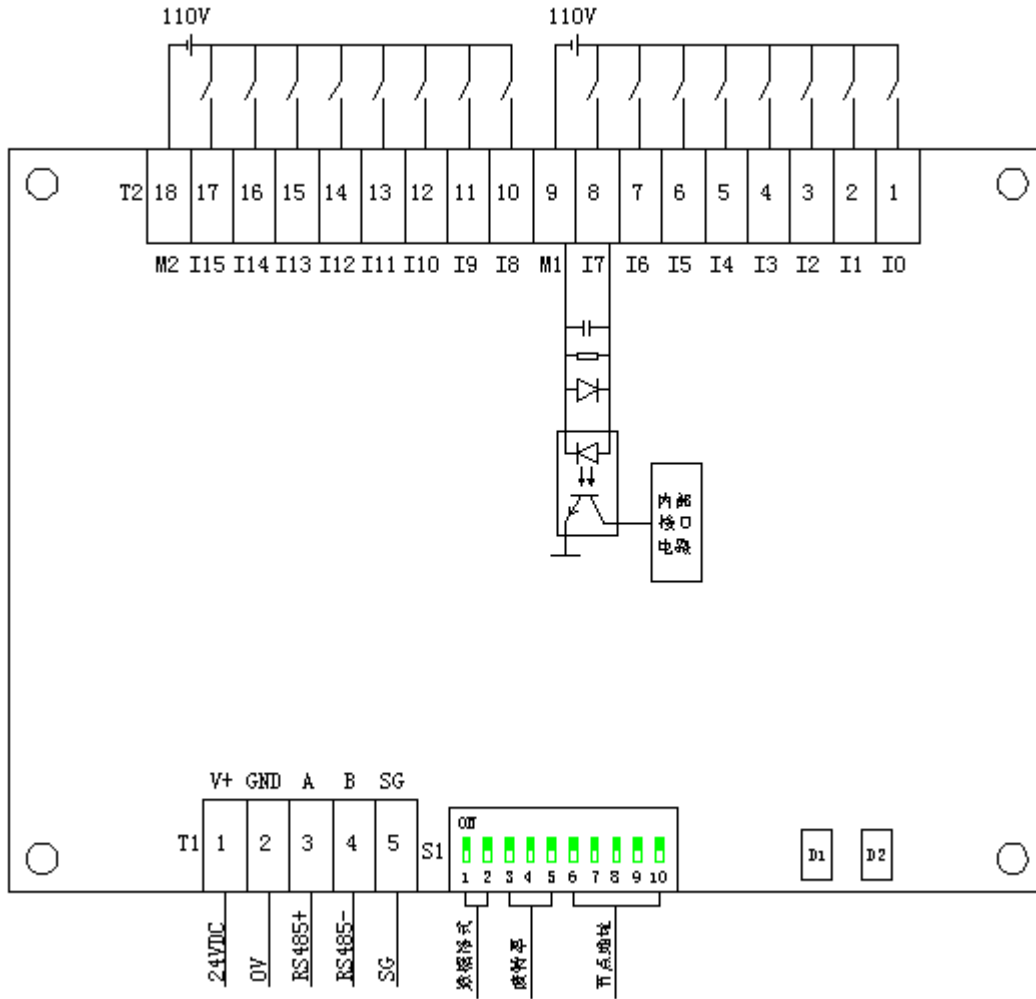 110V 110V
T2 18 17 16 15 14 13 12 11 10 9 8 7 6 5 4 3 2 1
M2 I15 I14 I13 I12 I11 I10 I9 I8 M1 I7 I6 I5 I4 I3 I2 I1 I0
内部
接口
电路
V+ GND A B SG
T1 1 2 3 4 5
S1
ON
1 2 3 4 5 6 7 8 9 10
D1 D2
24VDC
0V
RS485+
RS485-
SG
数据格式
波特率
节点地址